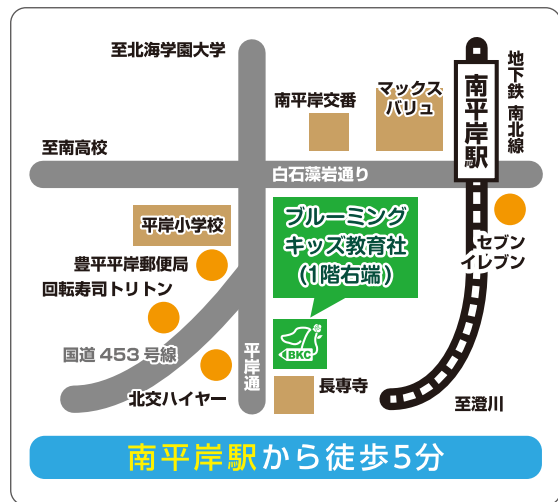 至北海学園大学
地下鉄 南北線
南平岸駅
マックス
バリュ
南平岸交番
至南高校
白石藻岩通り
平岸小学校
ブルーミング
キッズ教育社
(1階右端)
セブン
イレブン
豊平平岸郵便局
回転寿司トリトン
国道453号線
平岸通
BKC
北交ハイヤー
長専寺
至澄川
南平岸駅から徒歩5分